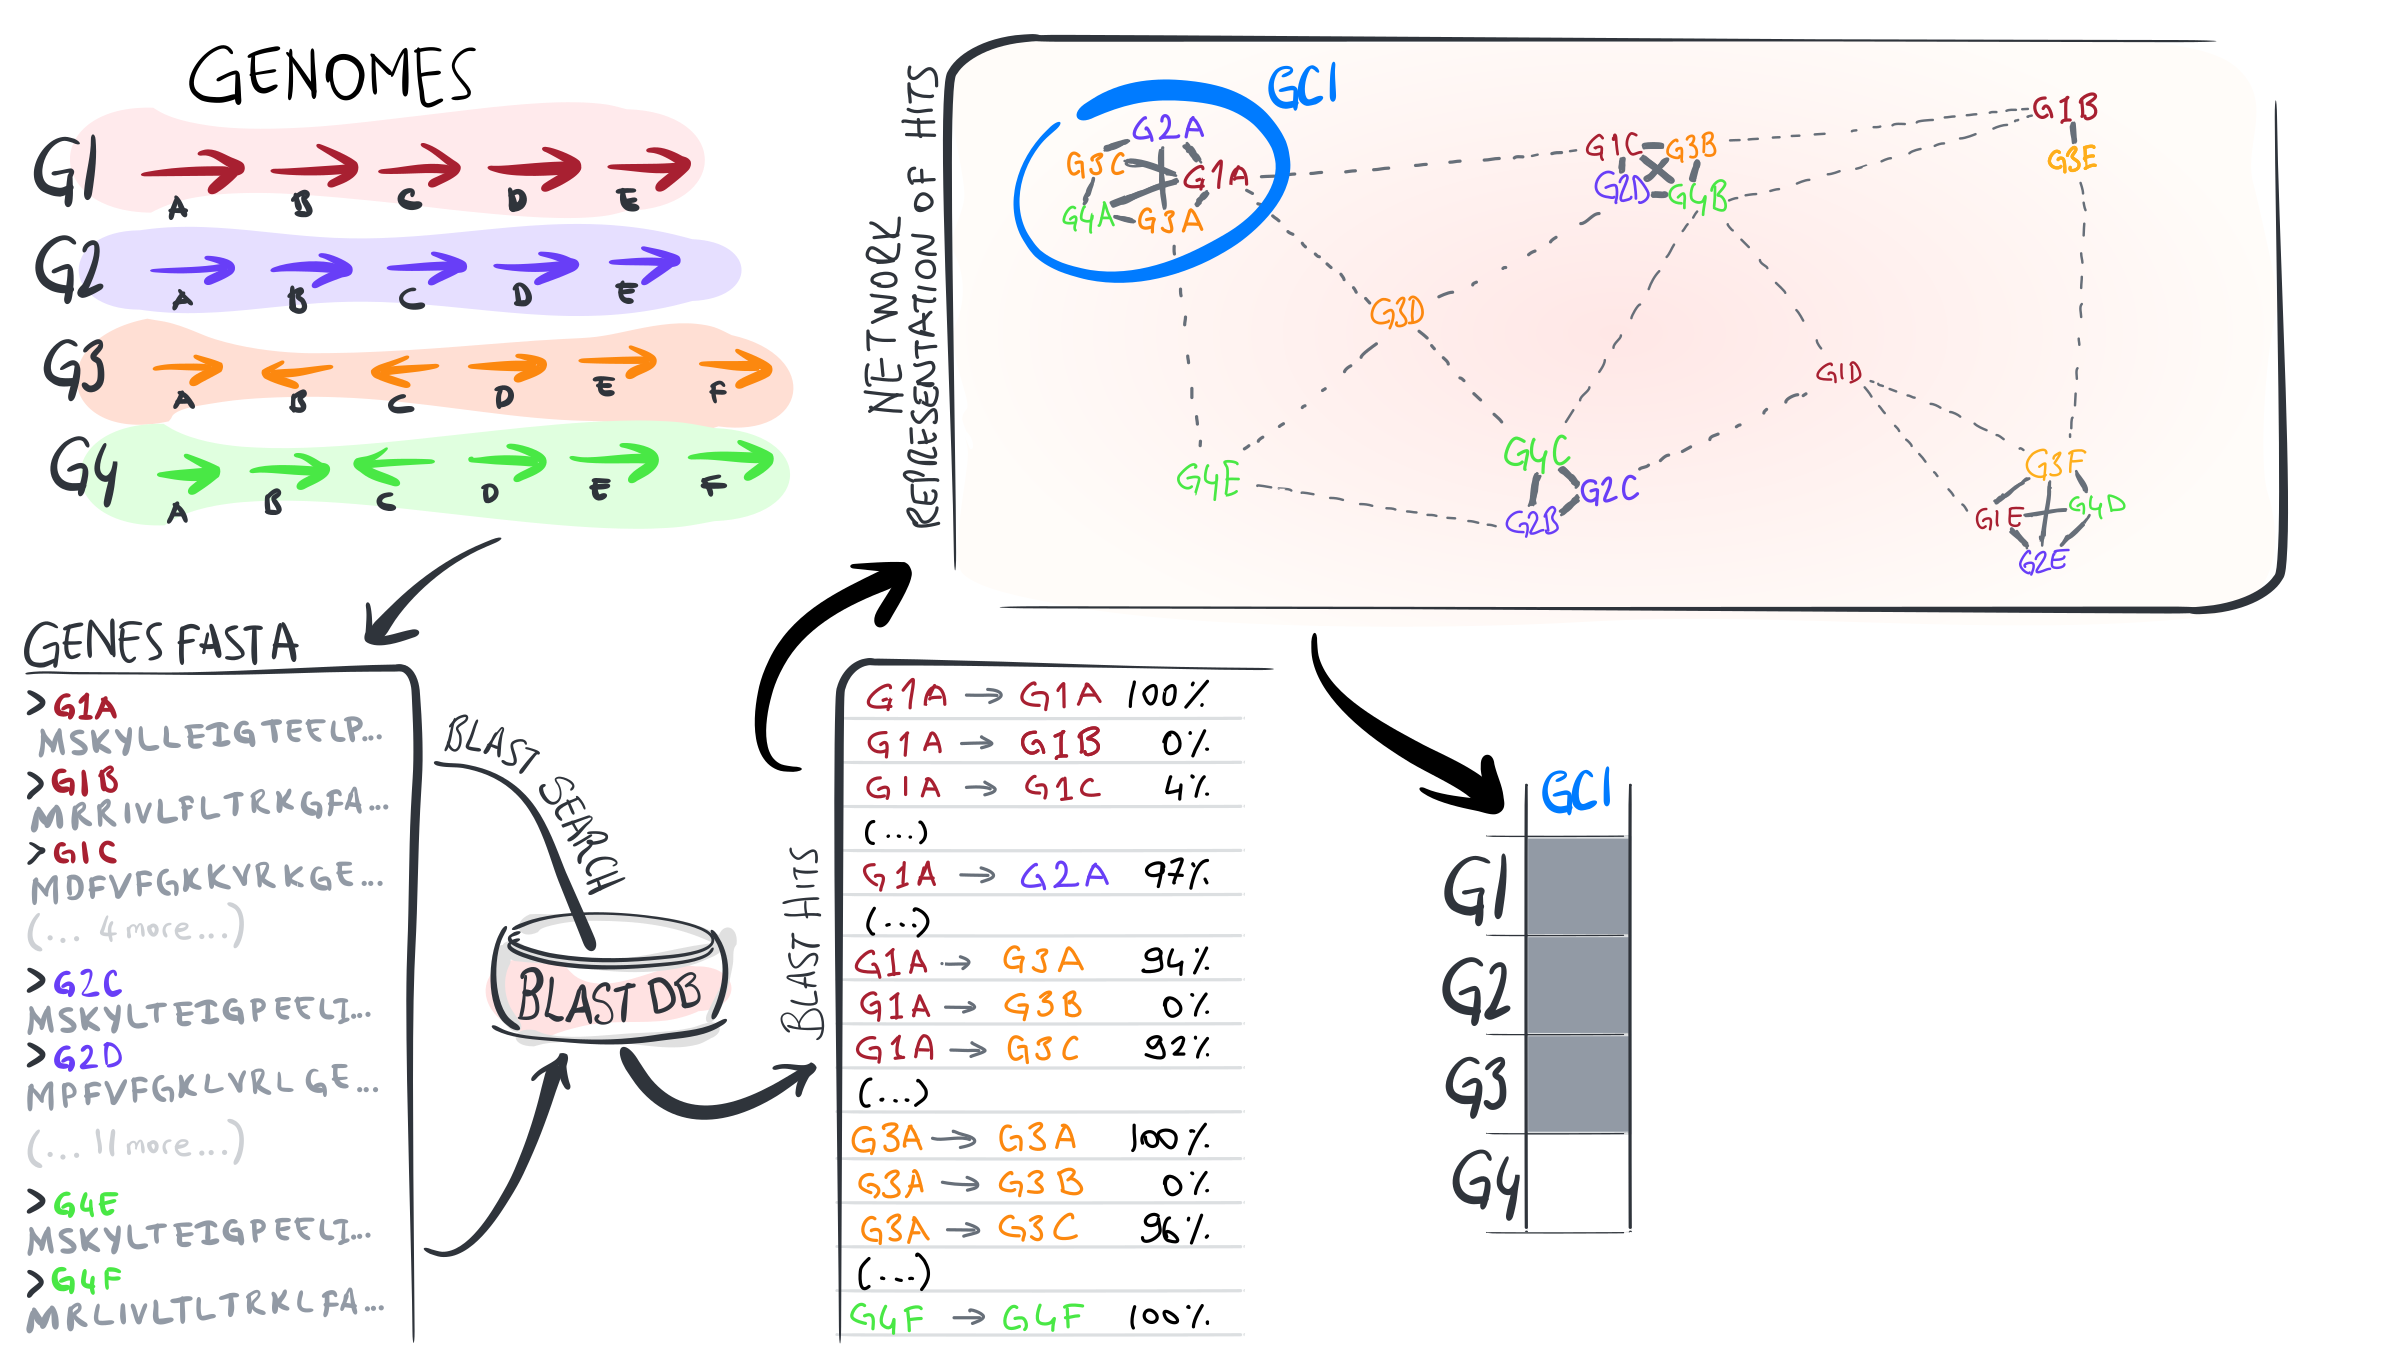 GENOMES
G1
A B C D E
G2
A B C D E
G3
A B C D E F
G4
A B C D E F
GENES FASTA
>G1A
MSKYLLEIGTEELP...
>G1B
MRRIVLFLTRKGFA...
>G1C
MDFVFGKKVRKGE...
(... 4 more...)
>G2C
MSKYLTEIGPEELI...
>G2D
MPFVFGKLVRLGE...
(... 11 more...)
>G4E
MSKYLTEIGPEELI...
>G4F
MRLIVLTLTRKLFA...
BLAST SEARCH
BLAST DB
BLAST HITS
G1A → G1A 100%
G1A → G1B 0%
G1A → G1C 4%
(...)
G1A → G2A 97%
(...)
G1A → G3A 94%
G1A → G3B 0%
G1A → G3C 92%
(...)
G3A → G3A 100%
G3A → G3B 0%
G3A → G3C 96%
(...)
G4F → G4F 100%
NETWORK
REPRESENTATION OF HITS
GC1
G2A
G3C
G1A
G4A G3A
G1C G3B
G2D G4B
G1B
G3E
G3D
G1D
G4E
G4C
G2C
G2B
G3F
G1E G4D
G2E
GC1
G1
G2
G3
G4